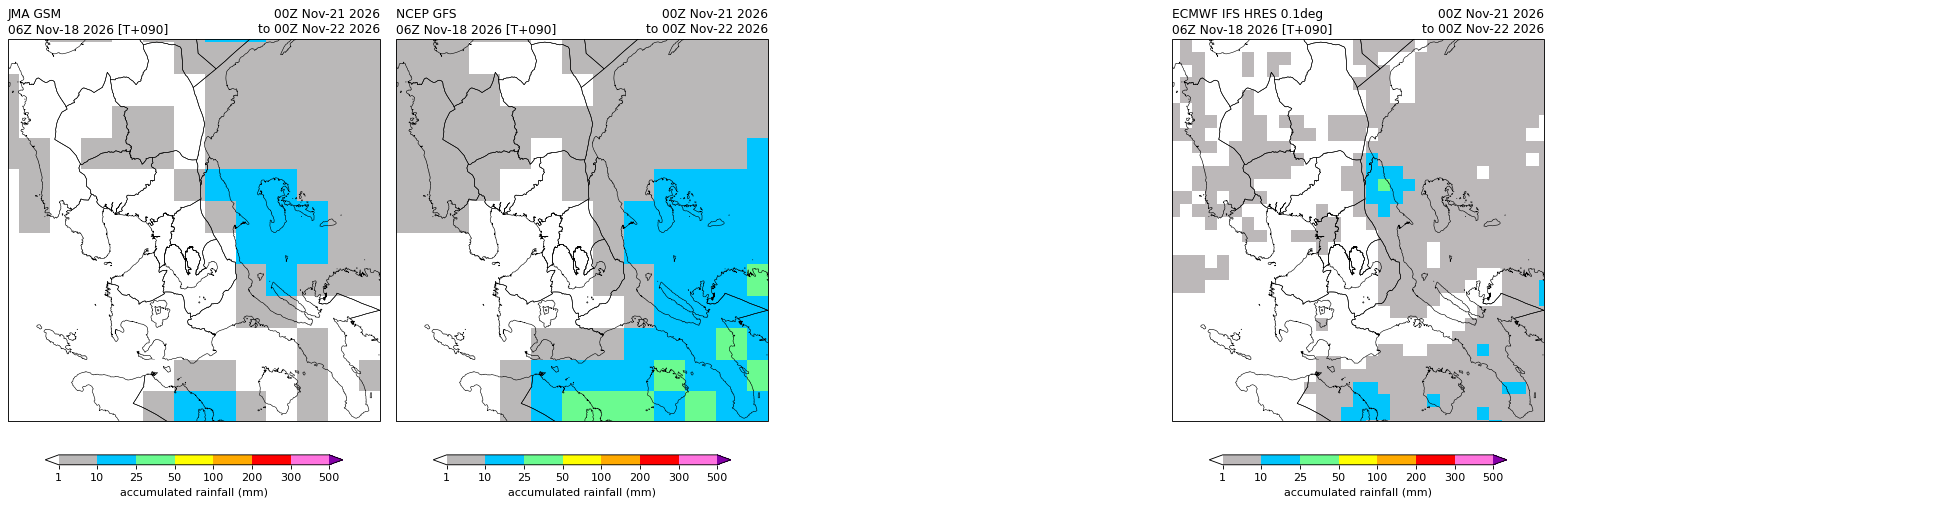 JMA GSM
00Z Nov-21 2026
06Z Nov-18 2026 [T+090]
to 00Z Nov-22 2026
NCEP GFS
00Z Nov-21 2026
06Z Nov-18 2026 [T+090]
to 00Z Nov-22 2026
ECMWF IFS HRES 0.1deg
00Z Nov-21 2026
06Z Nov-18 2026 [T+090]
to 00Z Nov-22 2026
1 10 25 50 100 200 300 500
accumulated rainfall (mm)
1 10 25 50 100 200 300 500
accumulated rainfall (mm)
1 10 25 50 100 200 300 500
accumulated rainfall (mm)